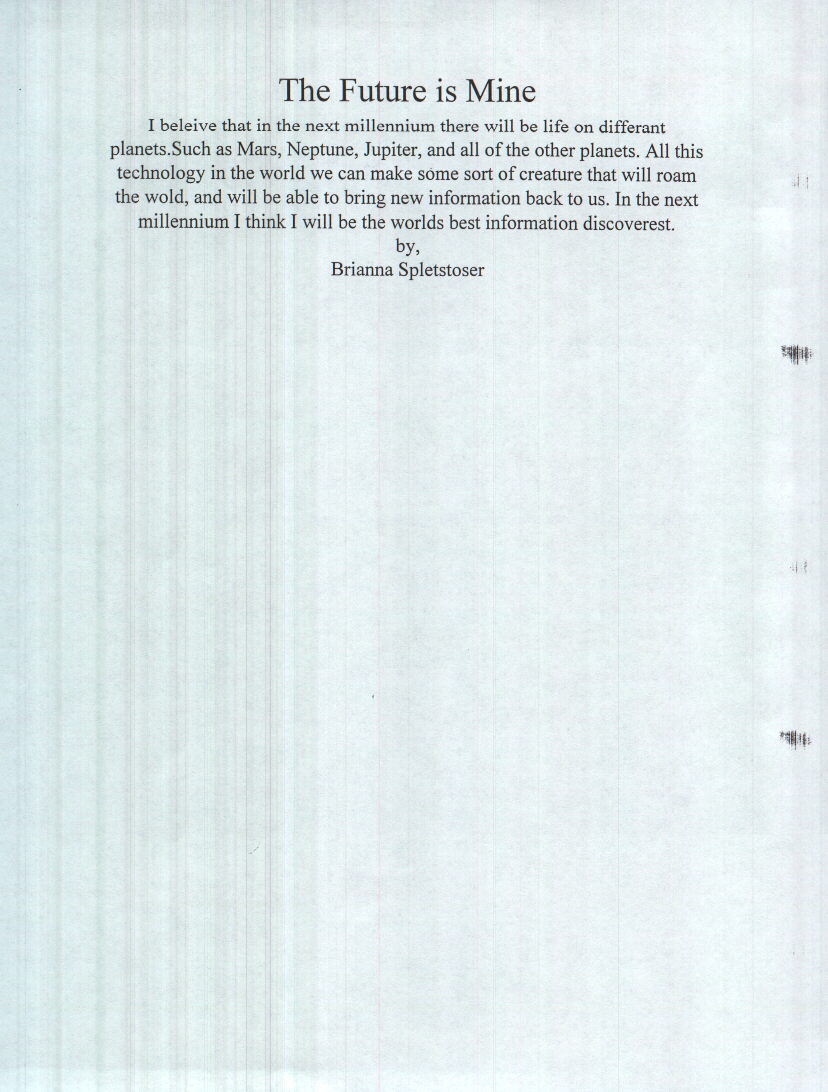 The Future is Mine
I beleive that in the next millennium there will be life on differant
planets.Such as Mars, Neptune, Jupiter, and all of the other planets. All this
technology in the world we can make some sort of creature that will roam
the wold, and will be able to bring new information back to us. In the next
millennium I think I will be the worlds best information discoverest.
by,
Brianna Spletstoser